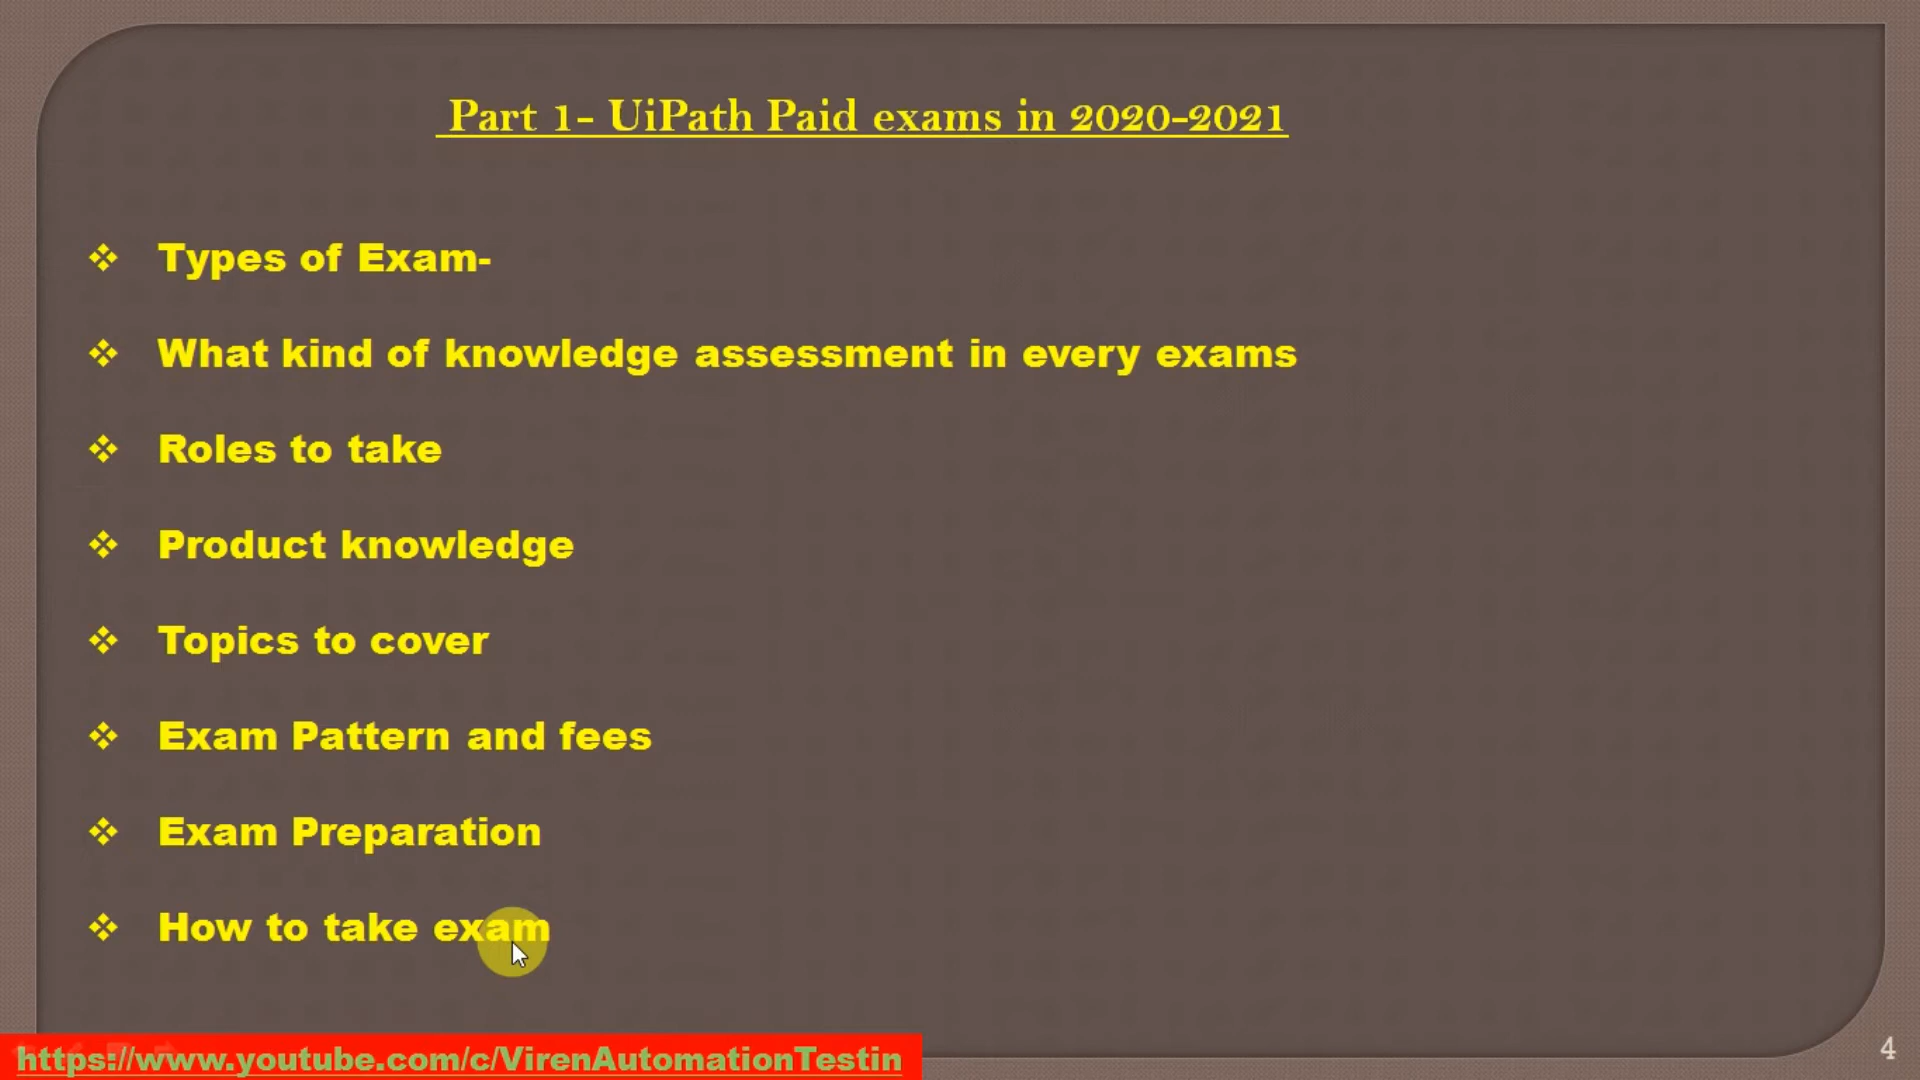 Part 1- UiPath Paid exams in 2020-2021
❖ Types of Exam-
❖ What kind of knowledge assessment in every exams
❖ Roles to take
❖ Product knowledge
❖ Topics to cover
❖ Exam Pattern and fees
❖ Exam Preparation
❖ How to take exam
https://www.youtube.com/c/VirenAutomationTestin
4